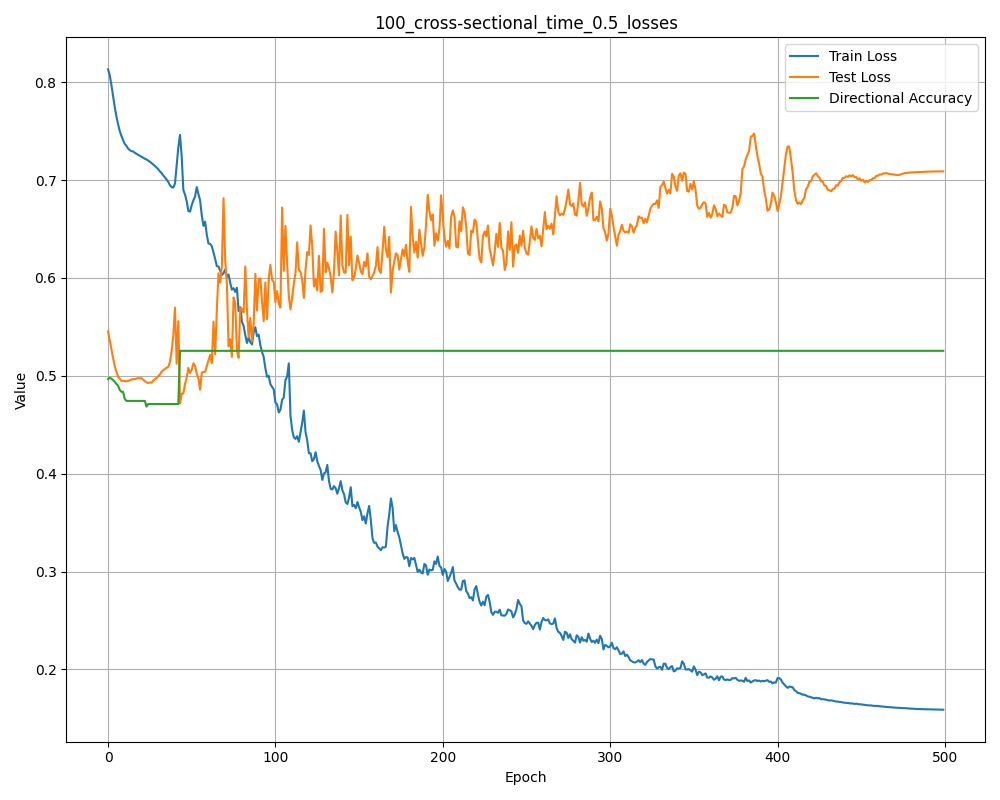 100_cross-sectional_time_0.5_losses
Train Loss
Test Loss
Directional Accuracy
Value
0.8
0.7
0.6
0.5
0.4
0.3
0.2
0
100
200
300
400
500
Epoch